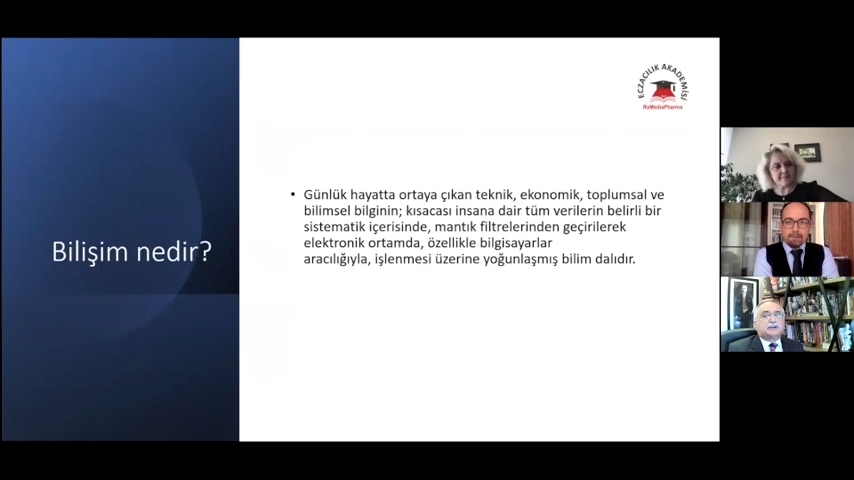 ECZACILIK AKADEMİSİ
RxMediaPharma
Bilişim nedir?
• Günlük hayatta ortaya çıkan teknik, ekonomik, toplumsal ve
bilimsel bilginin; kısacası insana dair tüm verilerin belirli bir
sistematik içerisinde, mantık filtrelerinden geçirilerek
elektronik ortamda, özellikle bilgisayarlar
aracılığıyla, işlenmesi üzerine yoğunlaşmış bilim dalıdır.